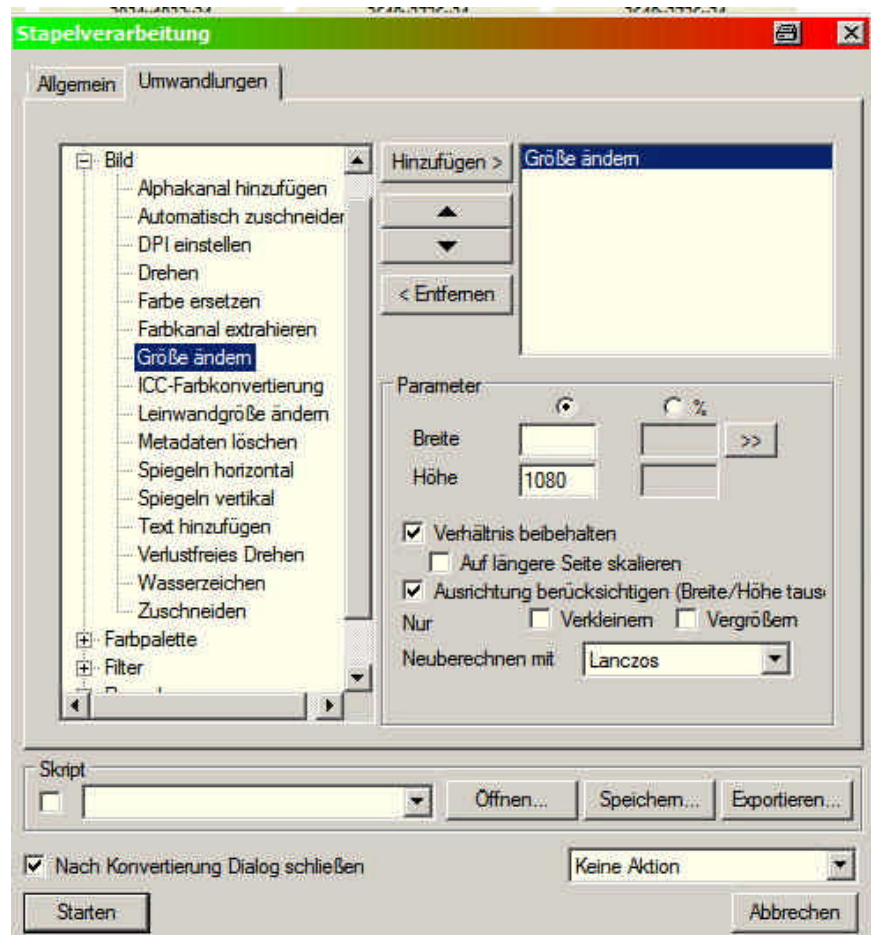 Stapelverarbeitung
Allgemein
Umwandlungen
Bild
Alphakanal hinzufügen
Automatisch zuschneiden
DPI einstellen
Drehen
Farbe ersetzen
Farbkanal extrahieren
Größe ändern
ICC-Farbkonvertierung
Leinwandgröße ändern
Metadaten löschen
Spiegeln horizontal
Spiegeln vertikal
Text hinzufügen
Verlustfreies Drehen
Wasserzeichen
Zuschneiden
Farbpalette
Filter
Hinzufügen >
< Entfernen
Größe ändern
Parameter
%
Breite
>>
Höhe
1080
Verhältnis beibehalten
Auf längere Seite skalieren
Ausrichtung berücksichtigen (Breite/Höhe taus
Nur
Verkleinern
Vergrößern
Neuberechnen mit
Lanczos
Skript
Öffnen...
Speichern...
Exportieren...
Nach Konvertierung Dialog schließen
Keine Aktion
Starten
Abbrechen